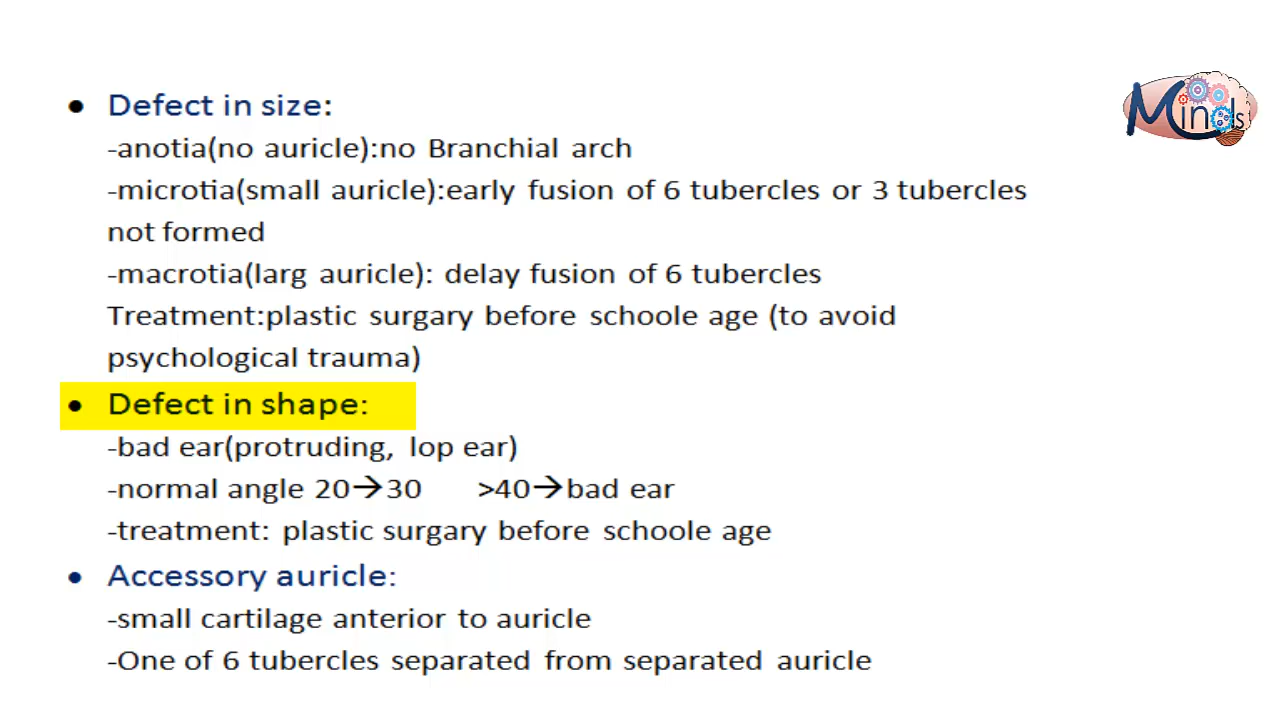 Minds
• Defect in size:
-anotia(no auricle):no Branchial arch
-microtia(small auricle):early fusion of 6 tubercles or 3 tubercles
not formed
-macrotia(larg auricle): delay fusion of 6 tubercles
Treatment:plastic surgary before schoole age (to avoid
psychological trauma)
• Defect in shape:
-bad ear(protruding, lop ear)
-normal angle 20→30 >40→bad ear
-treatment: plastic surgary before schoole age
• Accessory auricle:
-small cartilage anterior to auricle
-One of 6 tubercles separated from separated auricle